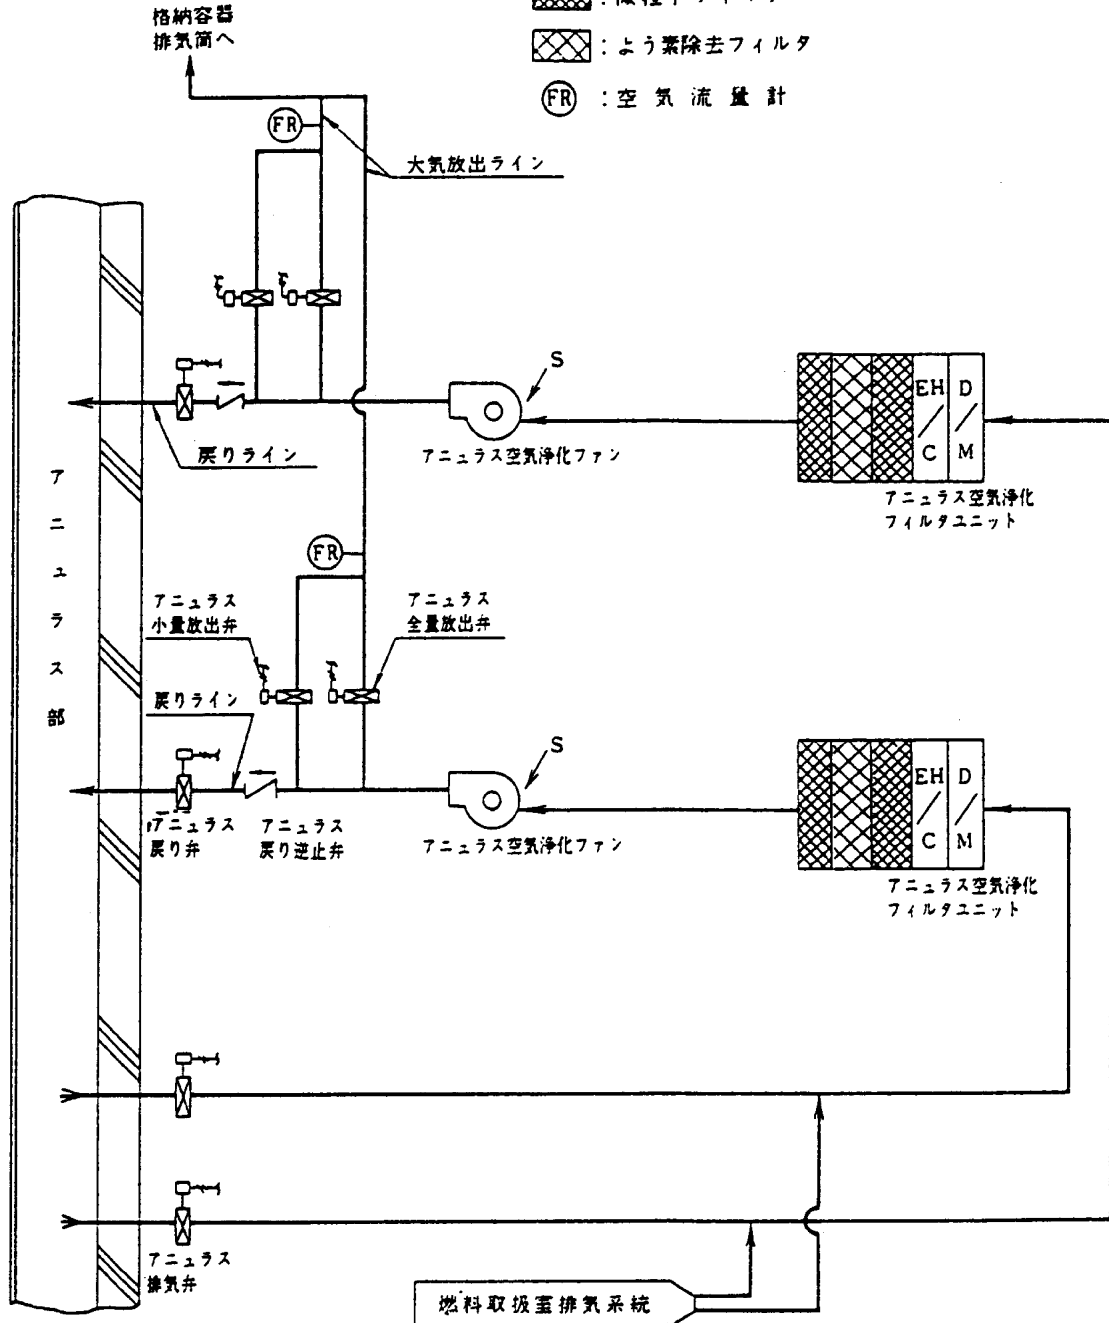 格納容器
排気筒へ
：よう素除去フィルタ
FR ：空気流量計
FR
大気放出ライン
S
戻りライン
アニュラス空気浄化ファン
EH/C D/M
アニュラス空気浄化
フィルタユニット
アニュラス部
FR
アニュラス
小量放出弁
アニュラス
全量放出弁
戻りライン
S
アニュラス
戻り弁
アニュラス
戻り逆止弁
アニュラス空気浄化ファン
EH/C D/M
アニュラス空気浄化
フィルタユニット
アニュラス
排気弁
燃料取扱室排気系統